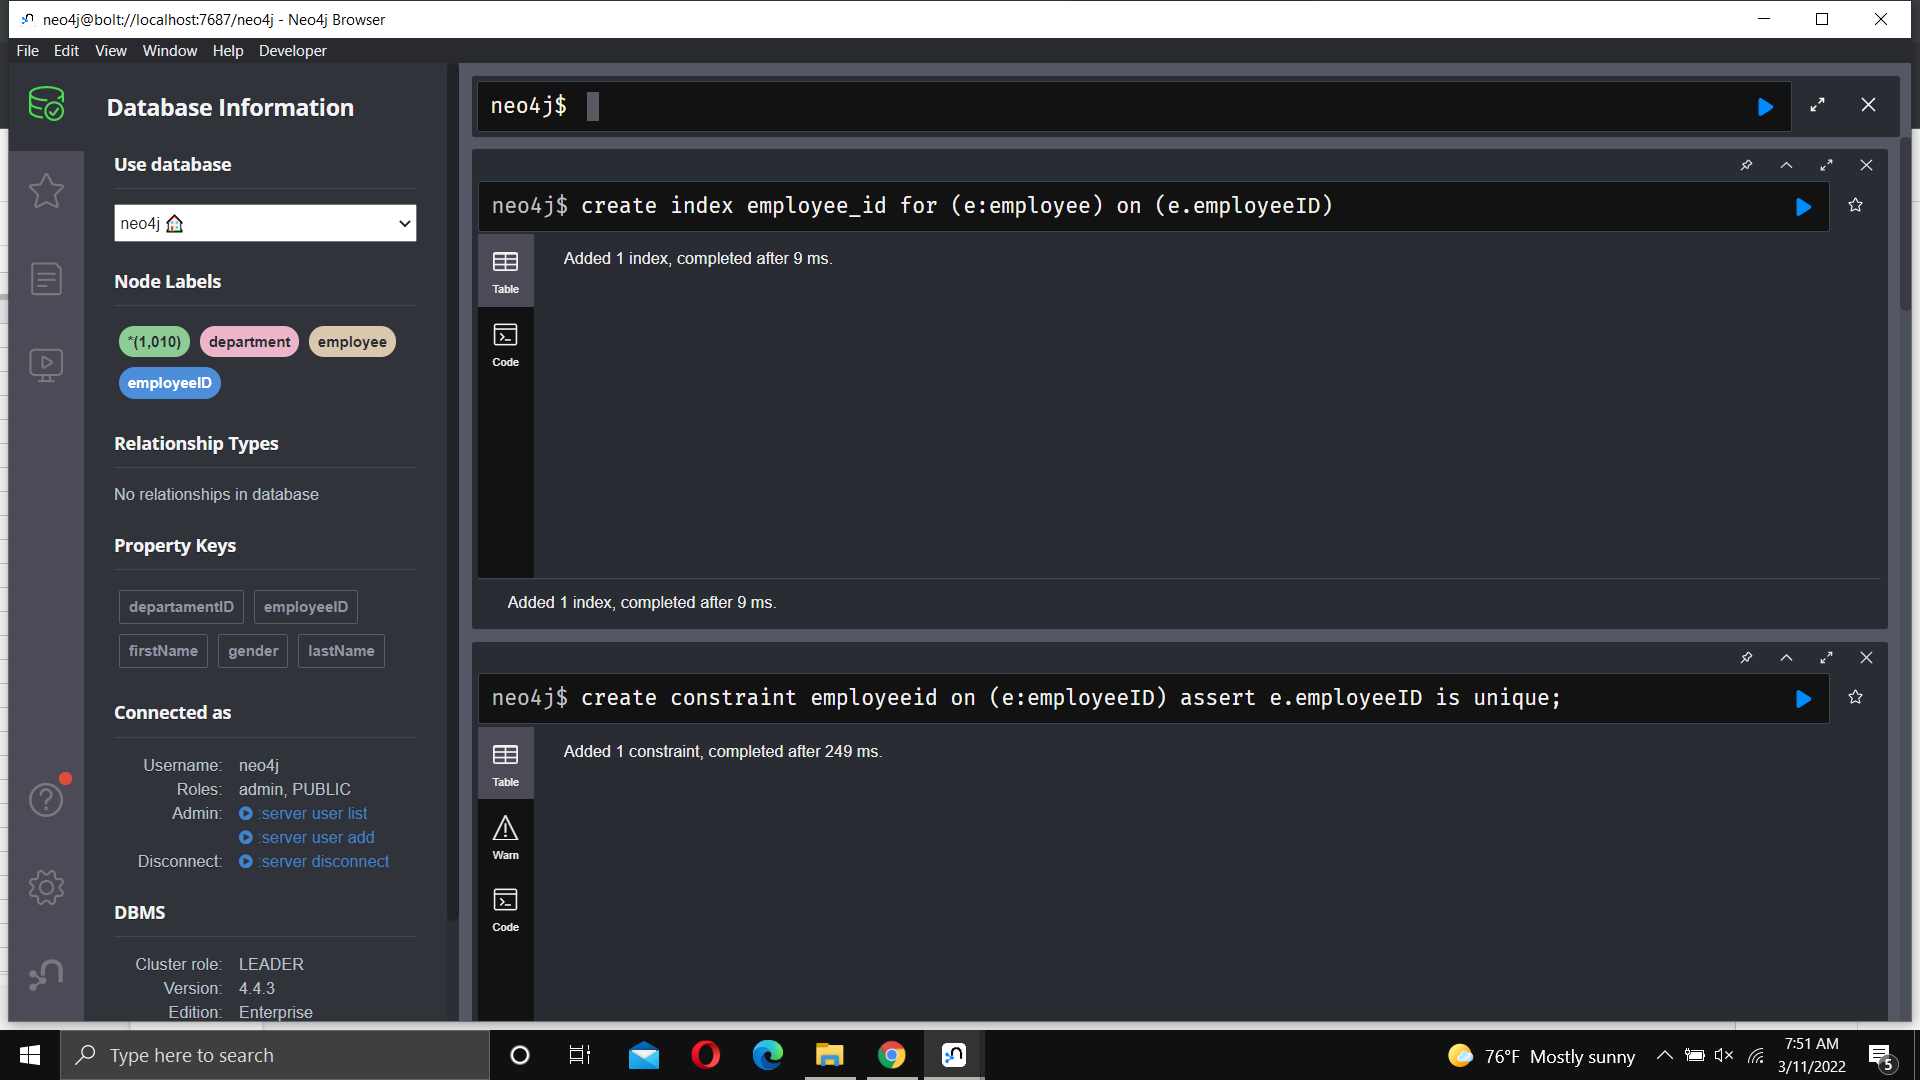 neo4j@bolt://localhost:7687/neo4j - Neo4j Browser
File Edit View Window Help Developer
Database Information
Use database
neo4j
Node Labels
*(1,010) department employee
employeeID
Relationship Types
No relationships in database
Property Keys
departamentID employeeID
firstName gender lastName
Connected as
Username: neo4j
Roles: admin, PUBLIC
Admin: :server user list
:server user add
Disconnect: :server disconnect
DBMS
Cluster role: LEADER
Version: 4.4.3
Edition: Enterprise
neo4j$
neo4j$ create index employee_id for (e:employee) on (e.employeeID)
Table
Added 1 index, completed after 9 ms.
Code
Added 1 index, completed after 9 ms.
neo4j$ create constraint employeeid on (e:employeeID) assert e.employeeID is unique;
Table
Added 1 constraint, completed after 249 ms.
Warn
Code
Type here to search
76°F Mostly sunny
7:51 AM
3/11/2022
5